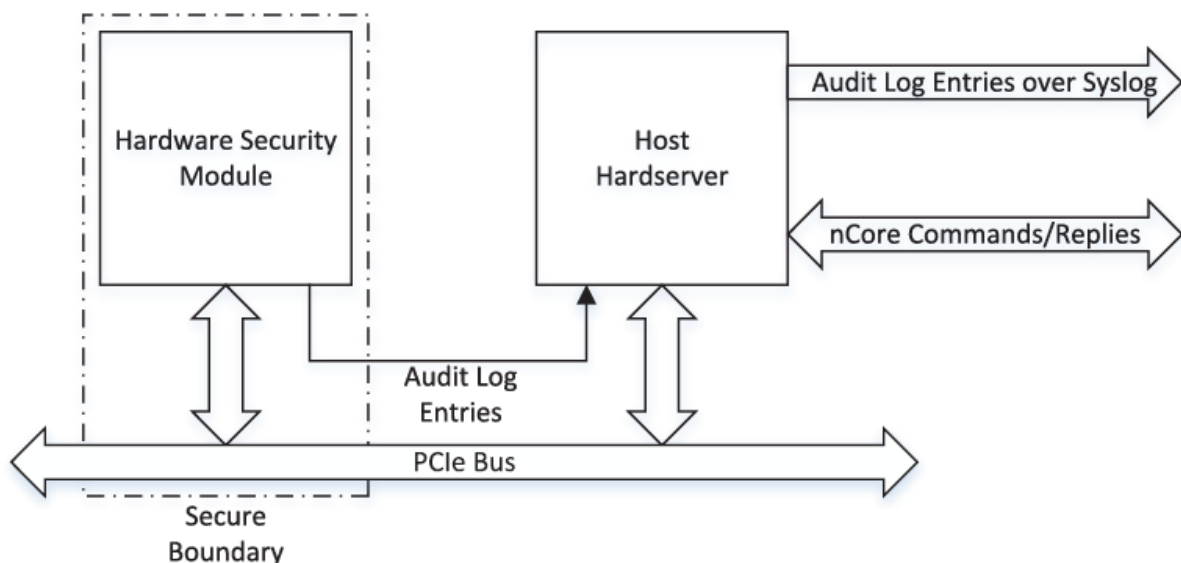 Hardware Security
Module
Host
Hardserver
Audit Log Entries over Syslog
nCore Commands/Replies
Audit Log
Entries
PCIe Bus
Secure
Boundary